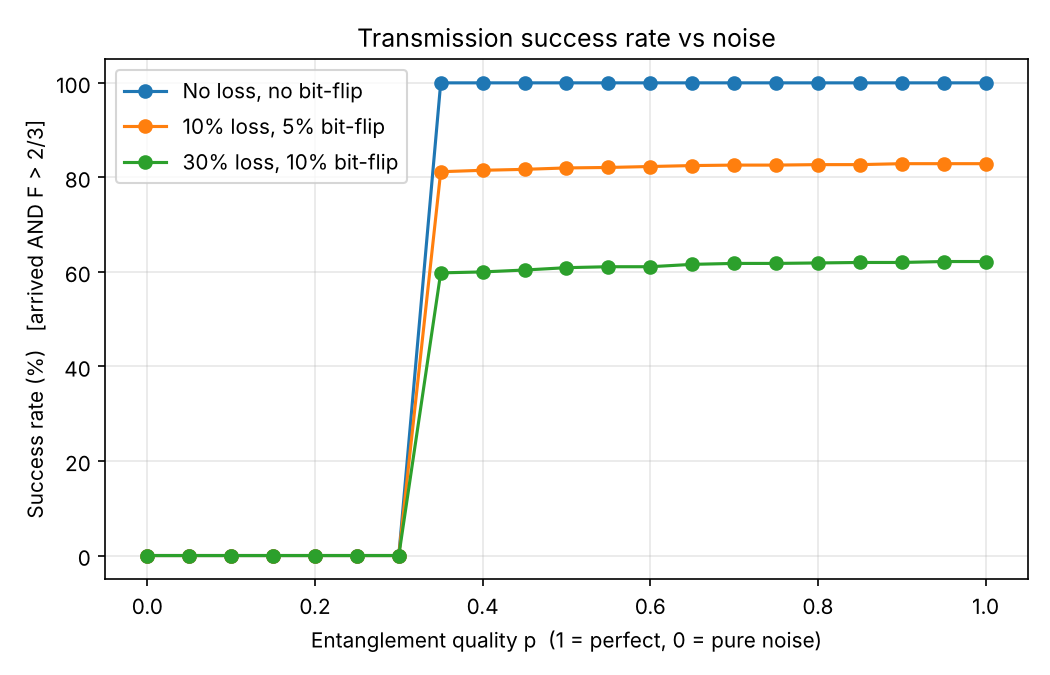 Transmission success rate vs noise
No loss, no bit-flip
10% loss, 5% bit-flip
30% loss, 10% bit-flip
Success rate (%)   [arrived AND F > 2/3]
100
80
60
40
20
0
0.0 0.2 0.4 0.6 0.8 1.0
Entanglement quality p  (1 = perfect, 0 = pure noise)